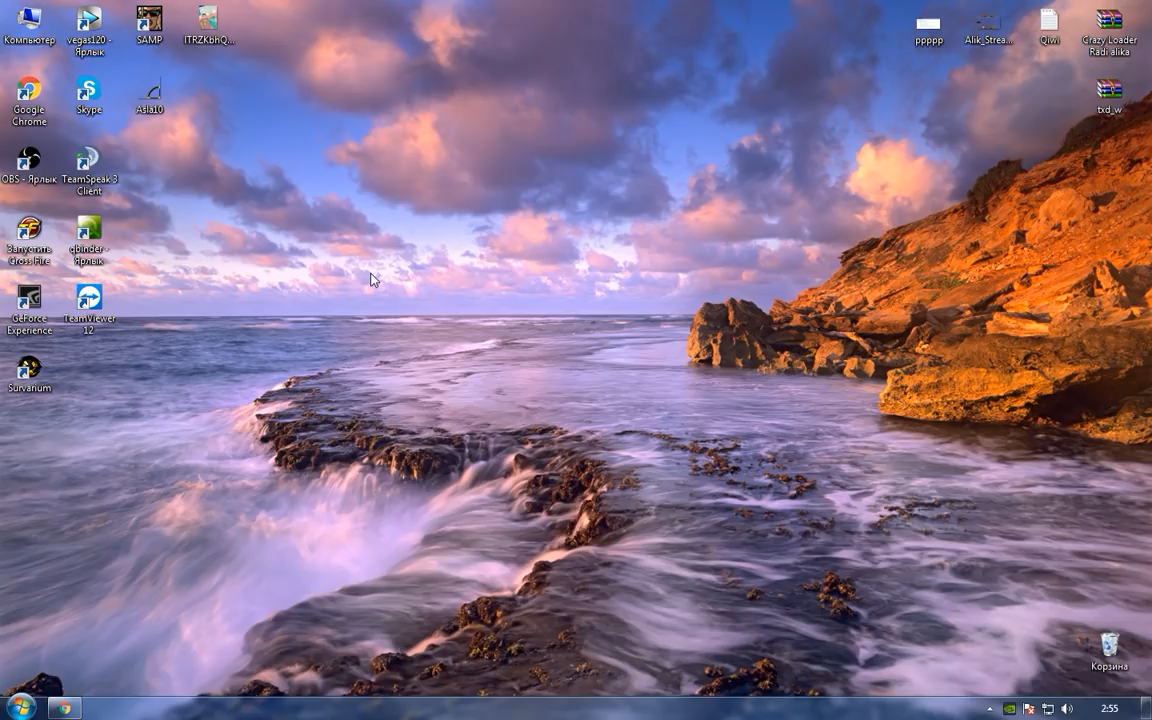 Компьютер
vegas120 -
Ярлык
SAMP
ITRZKbhQ...
Google
Chrome
Skype
Asla10
OBS - Ярлык
TeamSpeak 3
Client
Запустить
Cross Fire
qbinder -
Ярлык
GeForce
Experience
TeamViewer
12
Survarium
ppppp
Alik_Strea...
Qiwi
Crazy Loader
Radi alika
txd_w
Корзина
2:55